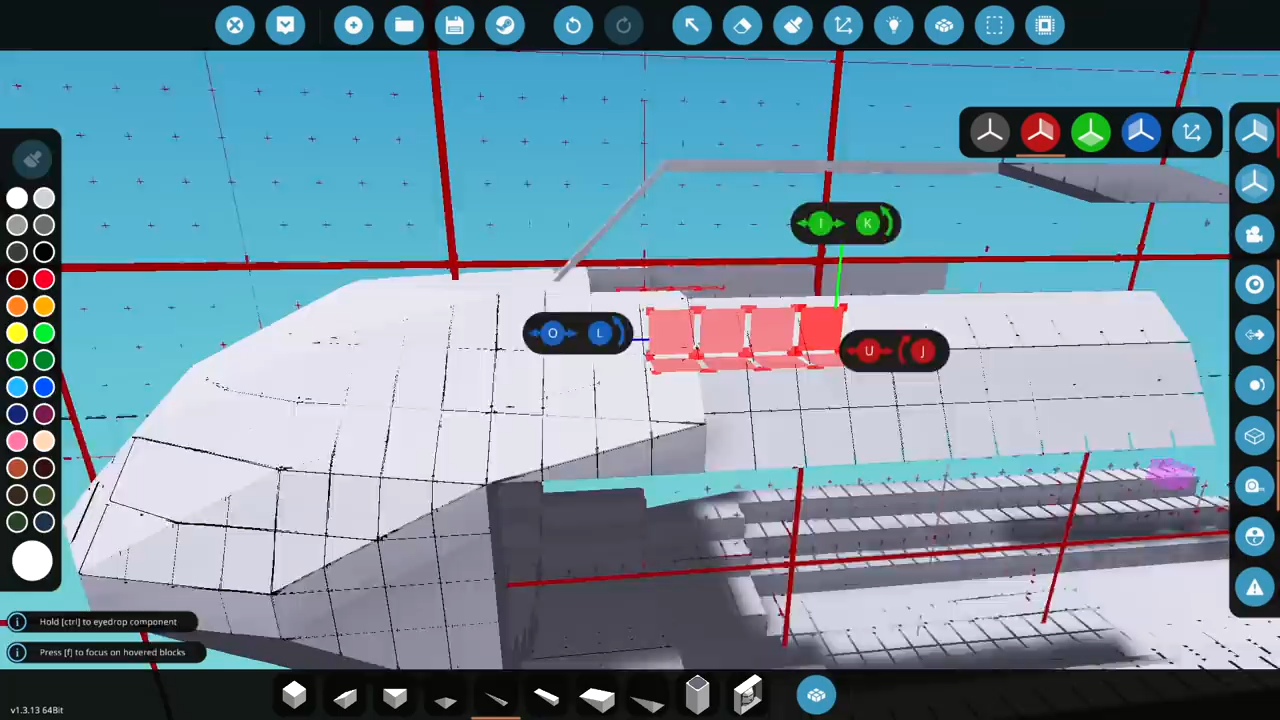 I K
O L
U J
Hold [ctrl] to eyedrop component
Press [f] to focus on hovered blocks
v1.3.13 64Bit